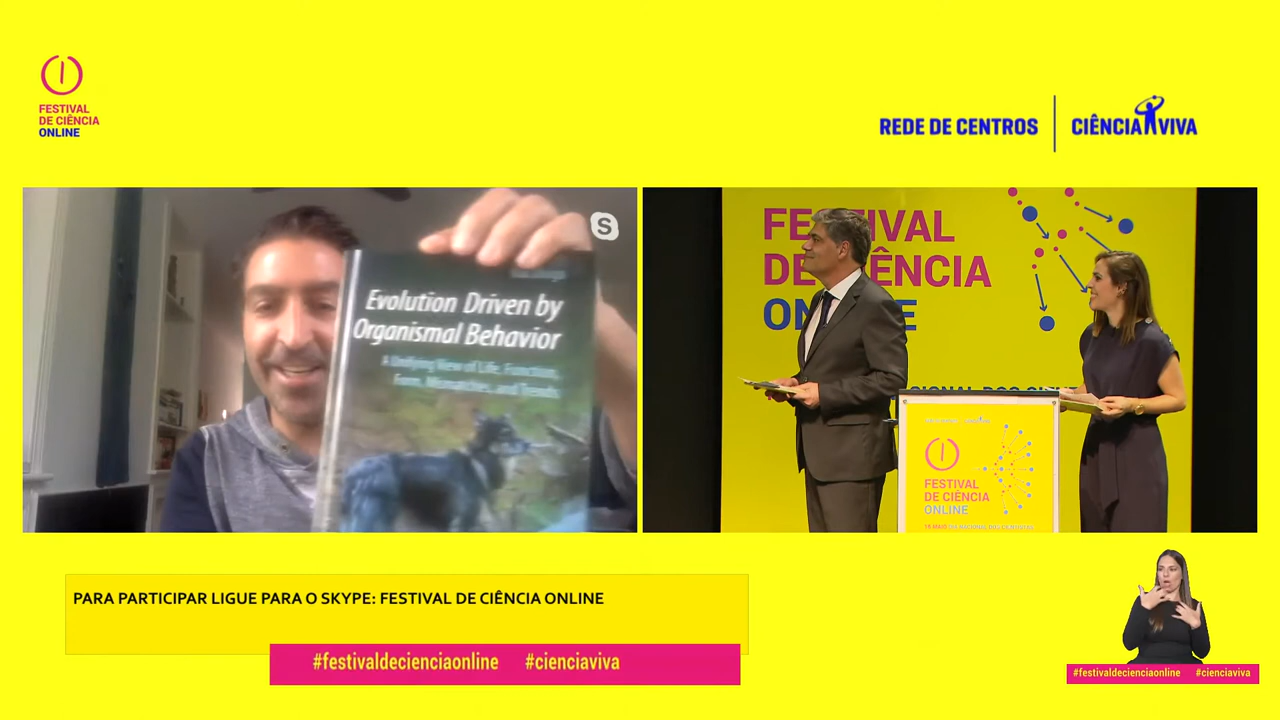 FESTIVAL
DE CIÊNCIA
ONLINE
REDE DE CENTROS
CIÊNCIA VIVA
S
Evolution Driven by
Organismal Behavior
A Unifying View of Life, Function,
Form, Mismatches, and Trends
FESTIVAL
DE CIÊNCIA
ONLINE
FESTIVAL
DE CIÊNCIA
ONLINE
PARA PARTICIPAR LIGUE PARA O SKYPE: FESTIVAL DE CIÊNCIA ONLINE
#festivaldecienciaonline #cienciaviva
#festivaldecienciaonline #cienciaviva